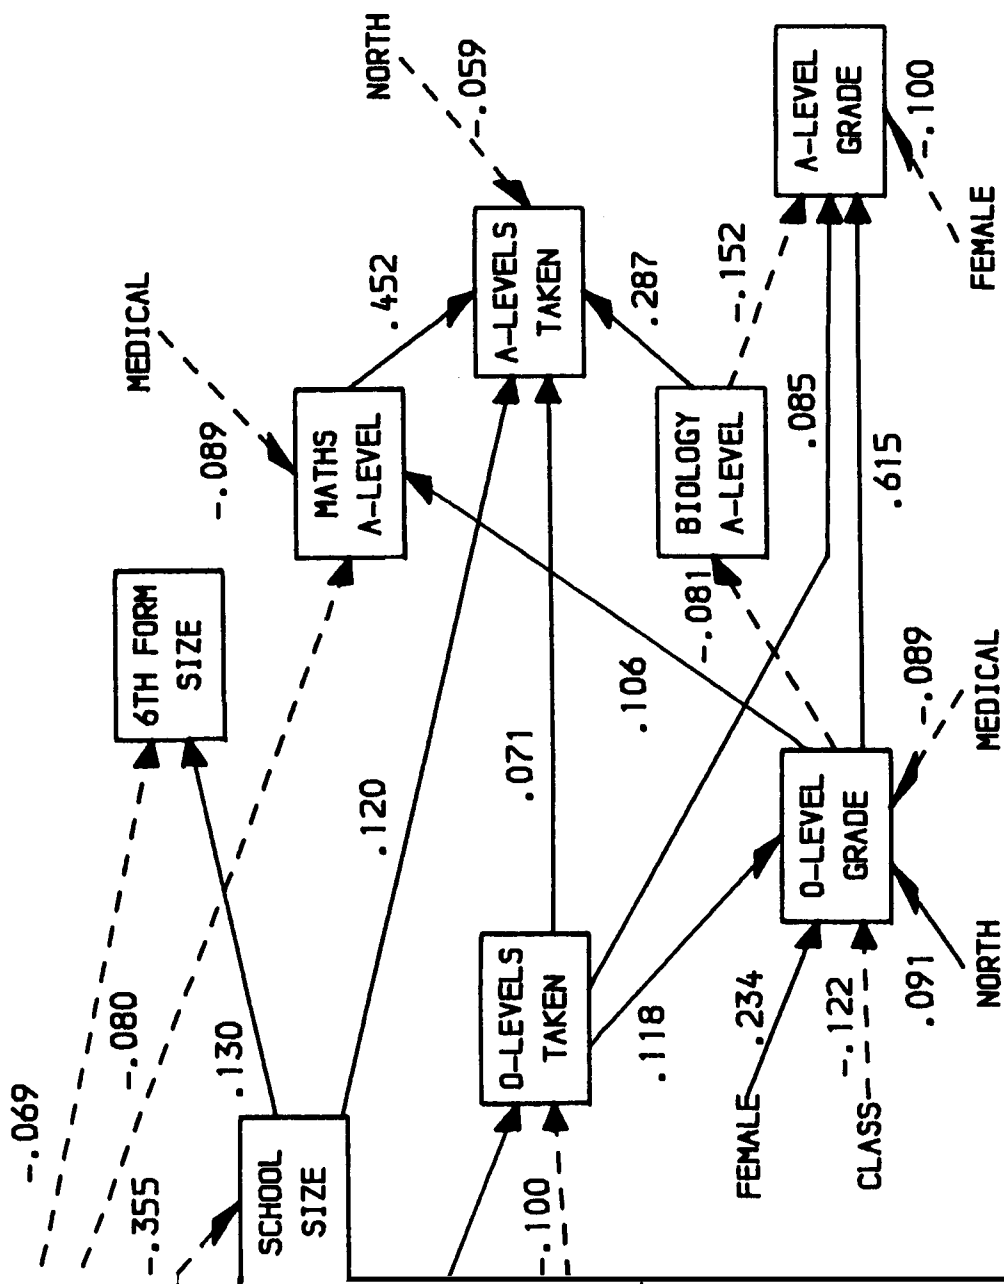 -.069
-.080
-.355
.130
SCHOOL
SIZE
6TH FORM
SIZE
-.089
MEDICAL
MATHS
A-LEVEL
.452
NORTH
-.059
A-LEVELS
TAKEN
.120
.071
.106
-.100
O-LEVELS
TAKEN
.118
-.081
BIOLOGY
A-LEVEL
.287
-.152
.085
.615
A-LEVEL
GRADE
-.100
FEMALE
FEMALE
.234
CLASS
-.122
O-LEVEL
GRADE
.091
NORTH
-.089
MEDICAL